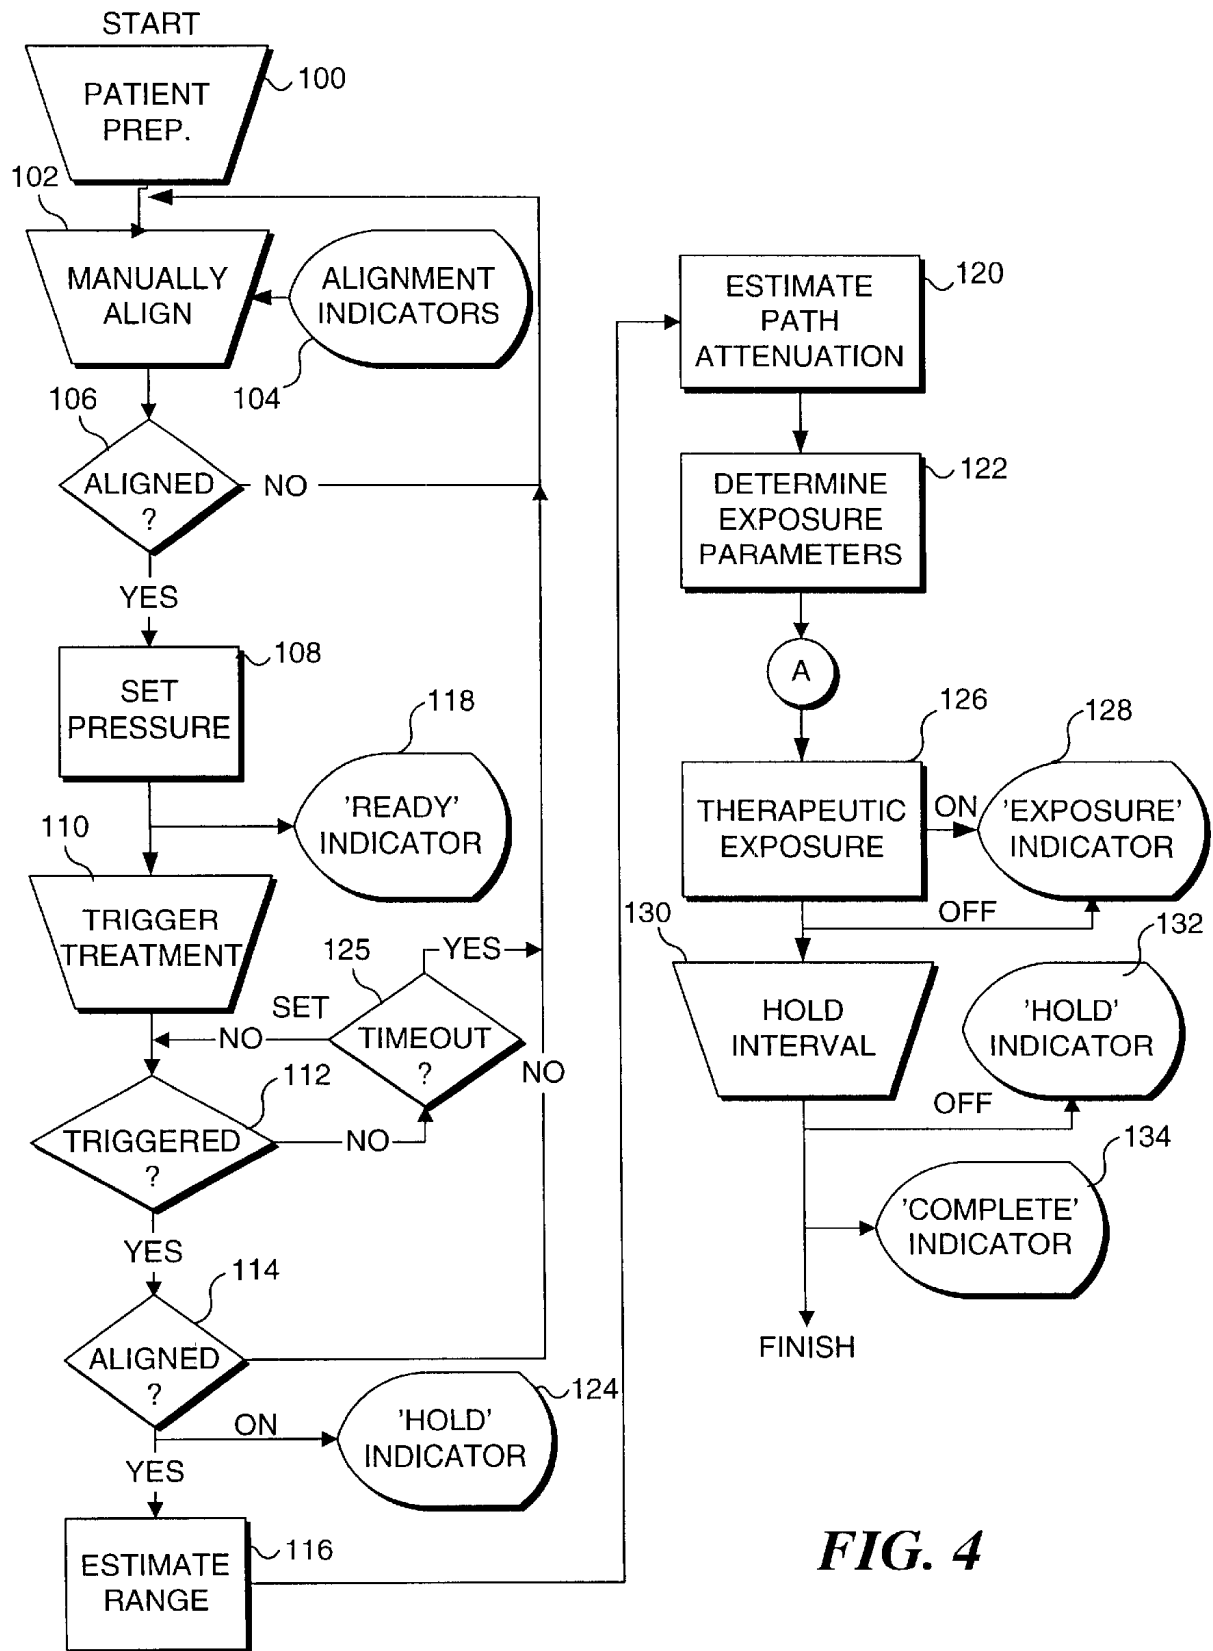 START
PATIENT
PREP.
100
102
MANUALLY
ALIGN
ALIGNMENT
INDICATORS
104
106
ALIGNED
?
NO
YES
108
SET
PRESSURE
118
'READY'
INDICATOR
110
TRIGGER
TREATMENT
125
YES
SET
TIMEOUT
?
NO
NO
112
TRIGGERED
?
NO
YES
114
ALIGNED
?
124
ON
'HOLD'
INDICATOR
YES
ESTIMATE
RANGE
116
120
ESTIMATE
PATH
ATTENUATION
122
DETERMINE
EXPOSURE
PARAMETERS
A
126
128
THERAPEUTIC
EXPOSURE
ON
'EXPOSURE'
INDICATOR
OFF
130
132
HOLD
INTERVAL
'HOLD'
INDICATOR
OFF
134
'COMPLETE'
INDICATOR
FINISH
FIG. 4